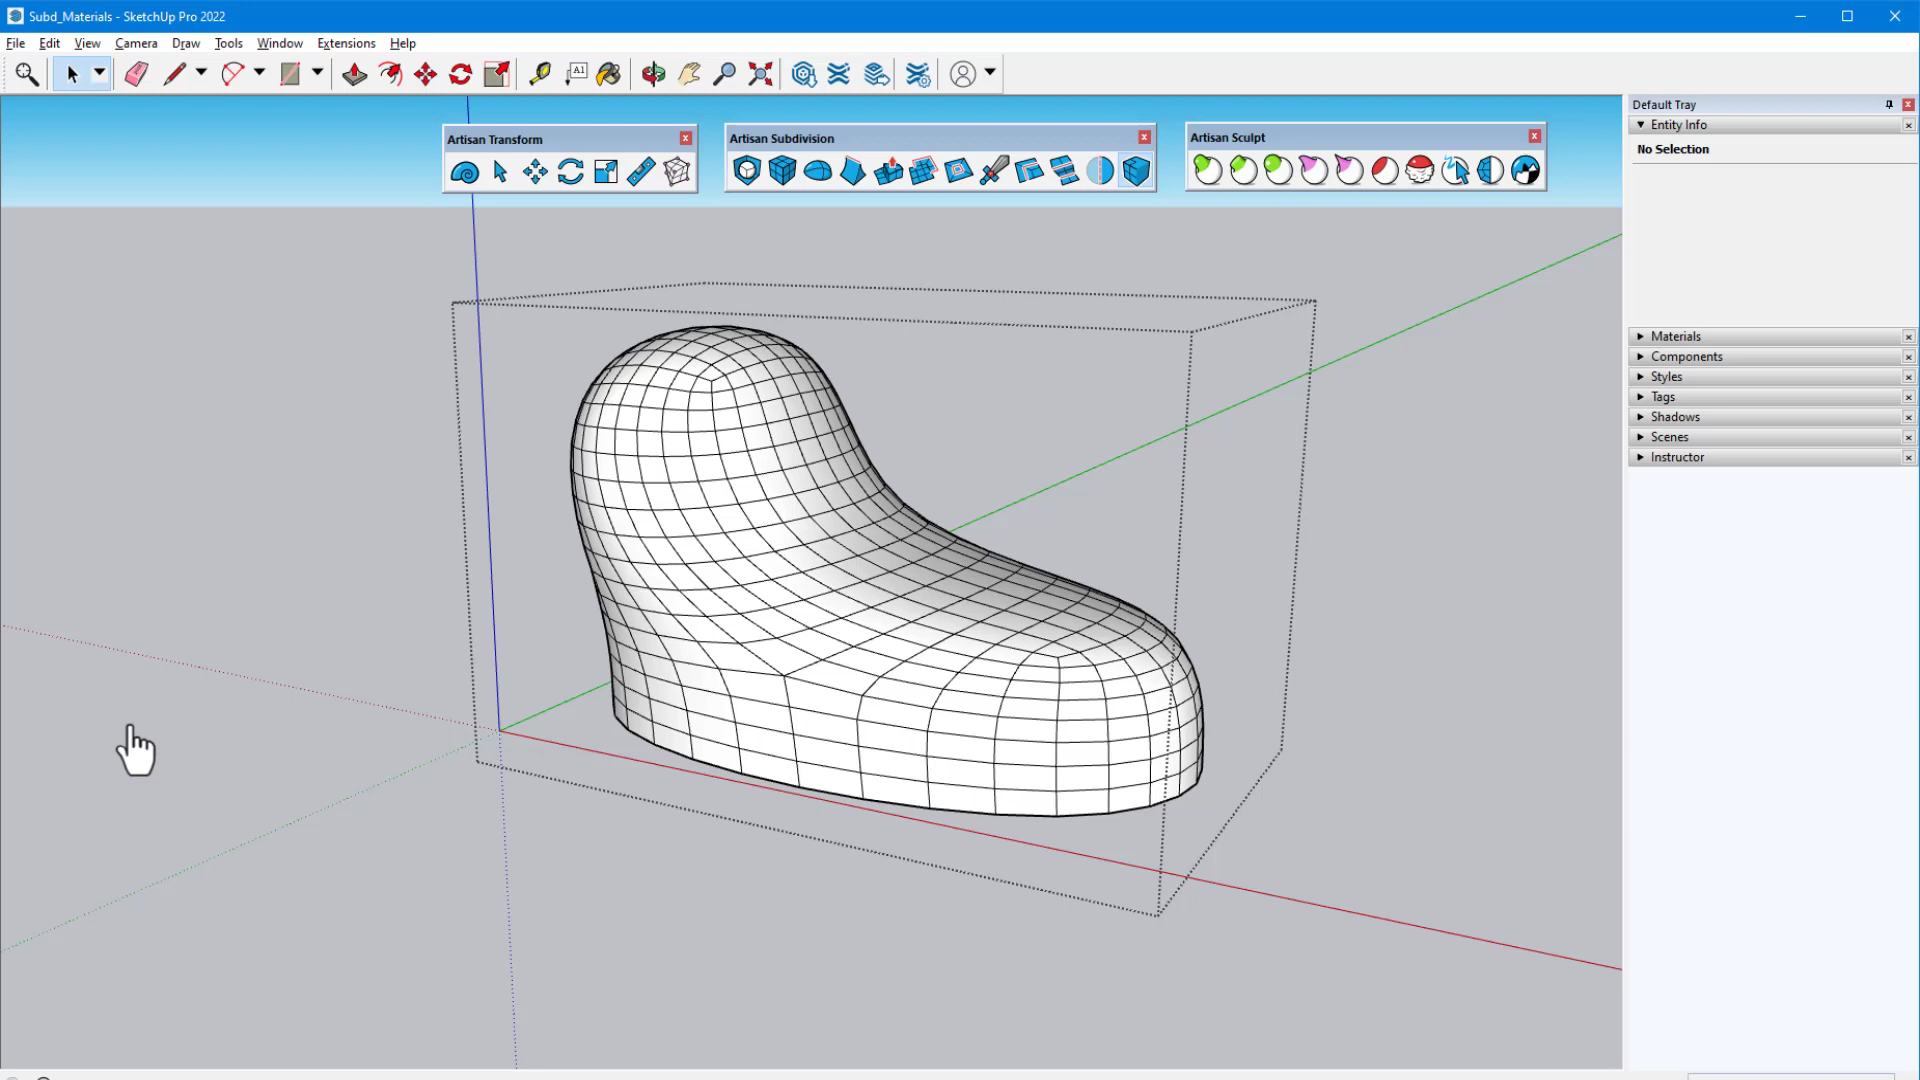 Subd_Materials - SketchUp Pro 2022
File Edit View Camera Draw Tools Window Extensions Help
A1
Default Tray
Entity Info
No Selection
Artisan Transform
Artisan Subdivision
Artisan Sculpt
Materials
Components
Styles
Tags
Shadows
Scenes
Instructor